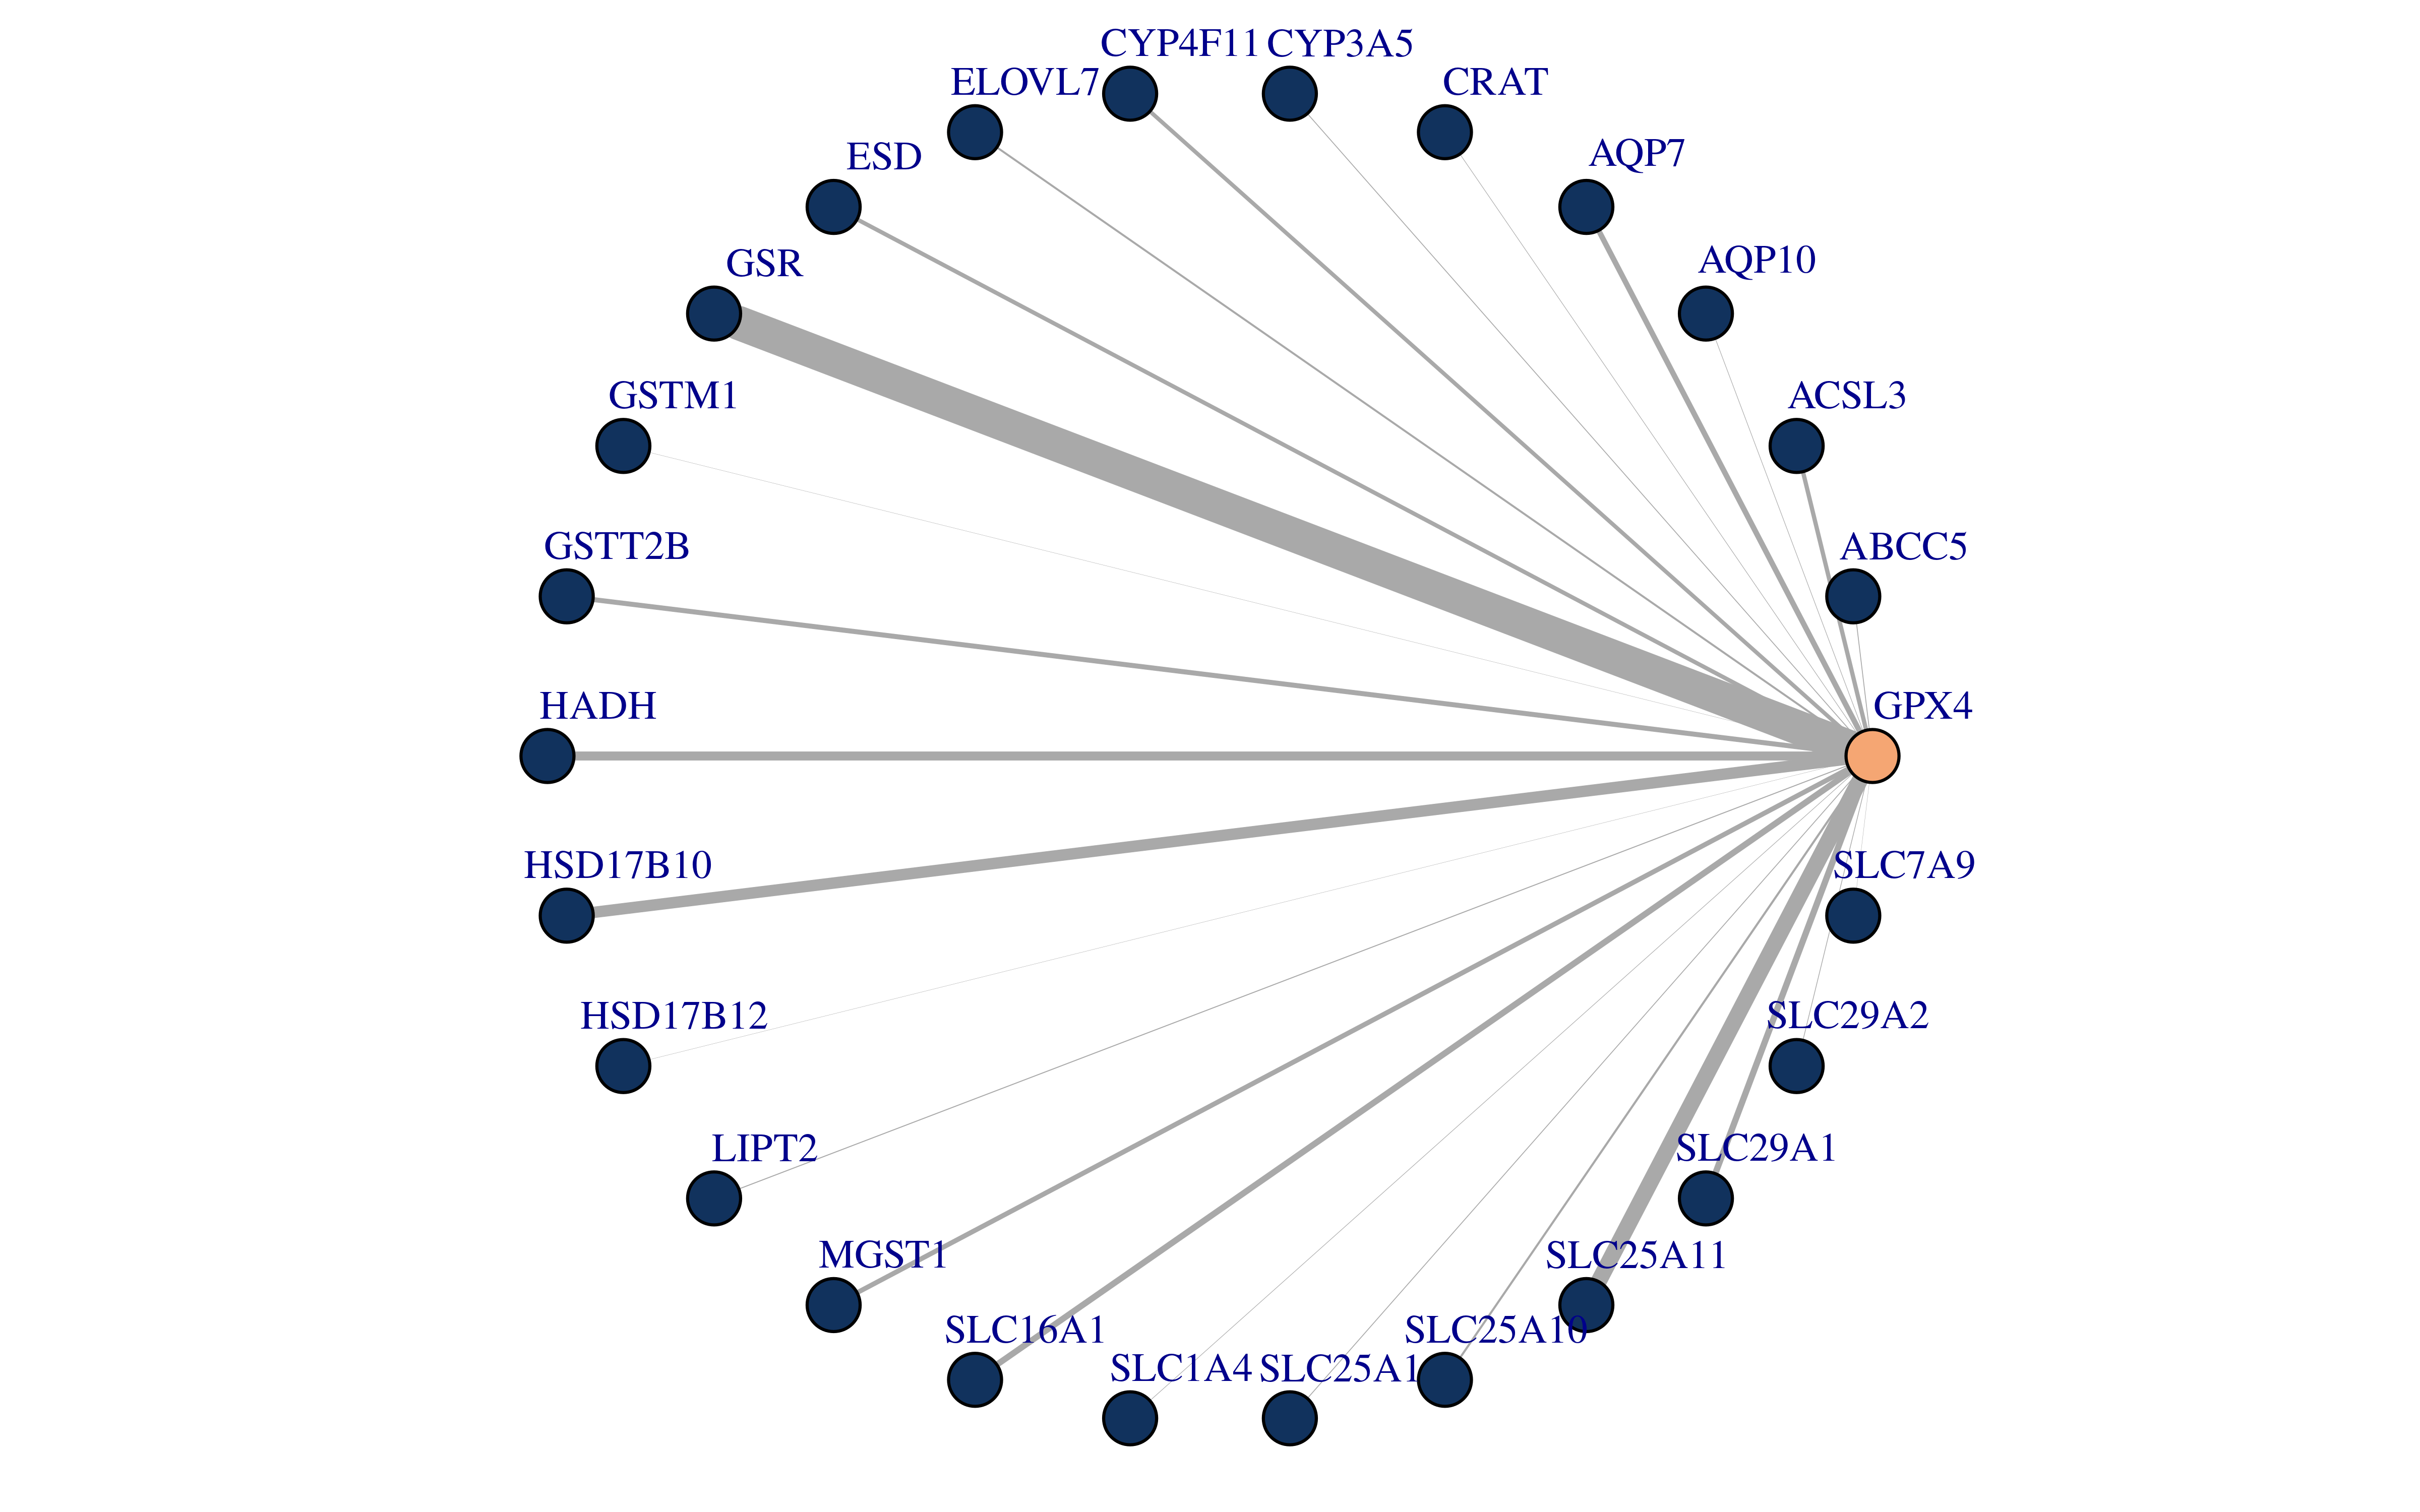 CYP4F11 CYP3A5
ELOVL7 CRAT
ESD AQP7
GSR AQP10
GSTM1 ACSL3
GSTT2B ABCC5
HADH GPX4
HSD17B10 SLC7A9
HSD17B12 SLC29A2
LIPT2 SLC29A1
MGST1 SLC25A11
SLC16A1 SLC25A10
SLC1A4 SLC25A1